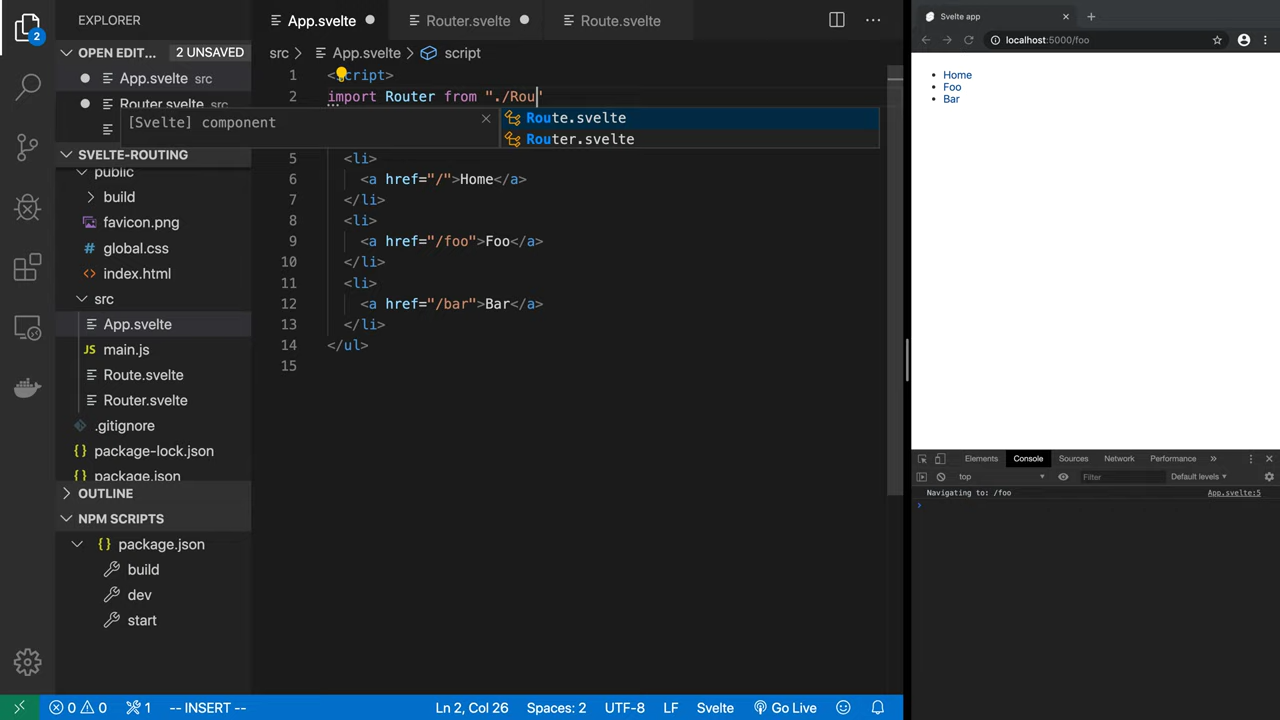 EXPLORER
OPEN EDIT... 2 UNSAVED
App.svelte src
Router.svelte src
SVELTE-ROUTING
public
build
favicon.png
global.css
index.html
src
App.svelte
main.js
Route.svelte
Router.svelte
.gitignore
package-lock.json
package.json
OUTLINE
NPM SCRIPTS
package.json
build
dev
start
2
App.svelte Router.svelte Route.svelte
src App.svelte script
1 <script>
2 import Router from "./Rou"
[Svelte] component
Route.svelte
Router.svelte
5 <li>
6 <a href="/">Home</a>
7 </li>
8 <li>
9 <a href="/foo">Foo</a>
10 </li>
11 <li>
12 <a href="/bar">Bar</a>
13 </li>
14 </ul>
15
0 0 1 -- INSERT -- Ln 2, Col 26 Spaces: 2 UTF-8 LF Svelte Go Live
Svelte app
localhost:5000/foo
Home
Foo
Bar
Elements Console Sources Network Performance
top Filter Default levels
Navigating to: /foo App.svelte:5